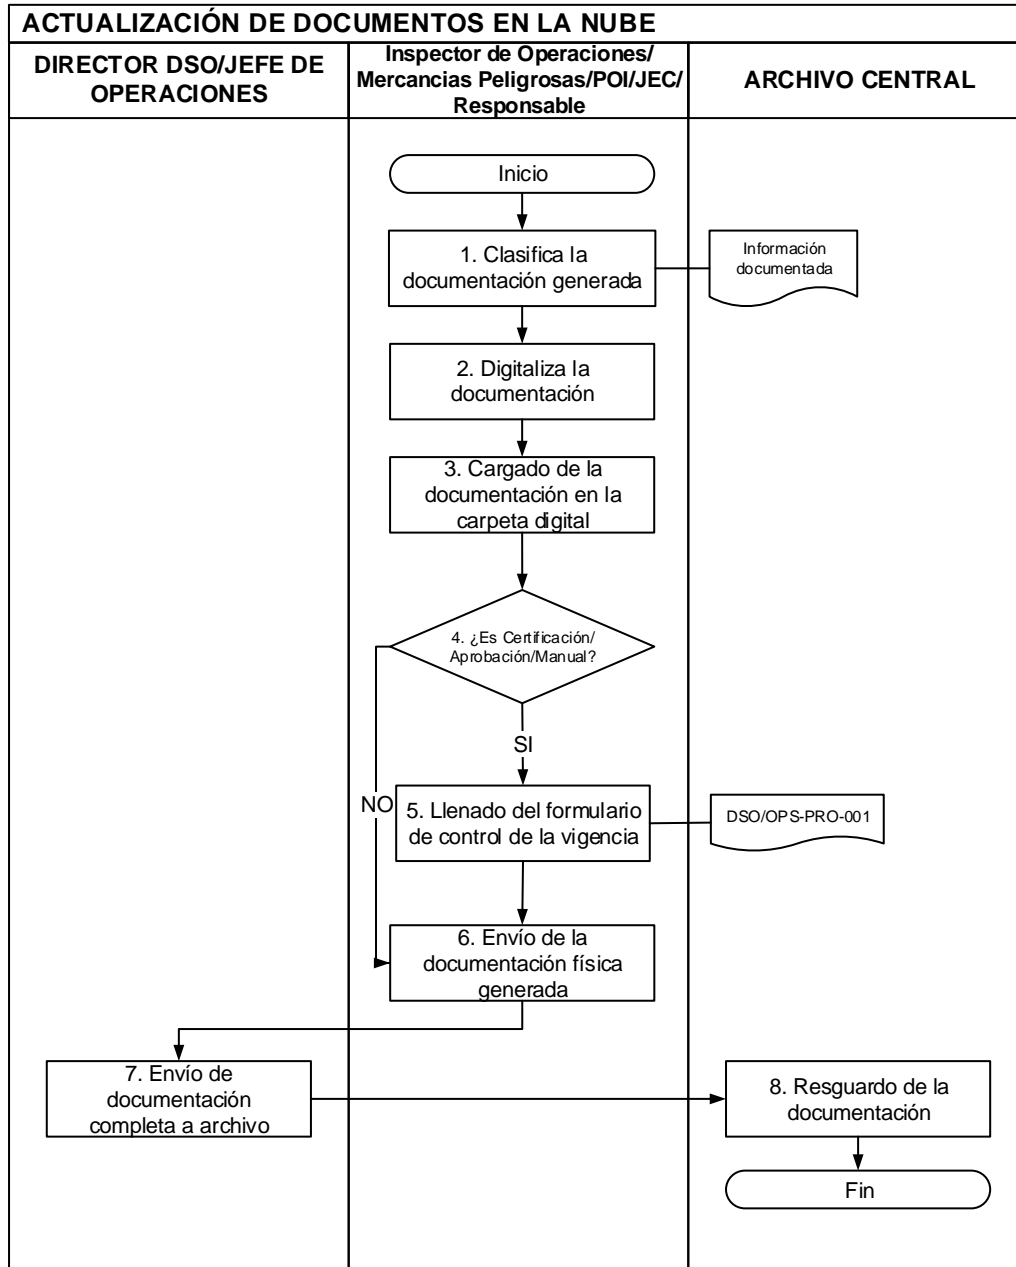 ACTUALIZACIÓN DE DOCUMENTOS EN LA NUBE
DIRECTOR DSO/JEFE DE
OPERACIONES
Inspector de Operaciones/
Mercancias Peligrosas/POI/JEC/
Responsable
ARCHIVO CENTRAL
Inicio
1. Clasifica la
documentación generada
Información
documentada
2. Digitaliza la
documentación
3. Cargado de la
documentación en la
carpeta digital
4. ¿Es Certificación/
Aprobación/Manual?
SI
NO
5. Llenado del formulario
de control de la vigencia
DSO/OPS-PRO-001
6. Envío de la
documentación física
generada
7. Envío de
documentación
completa a archivo
8. Resguardo de la
documentación
Fin